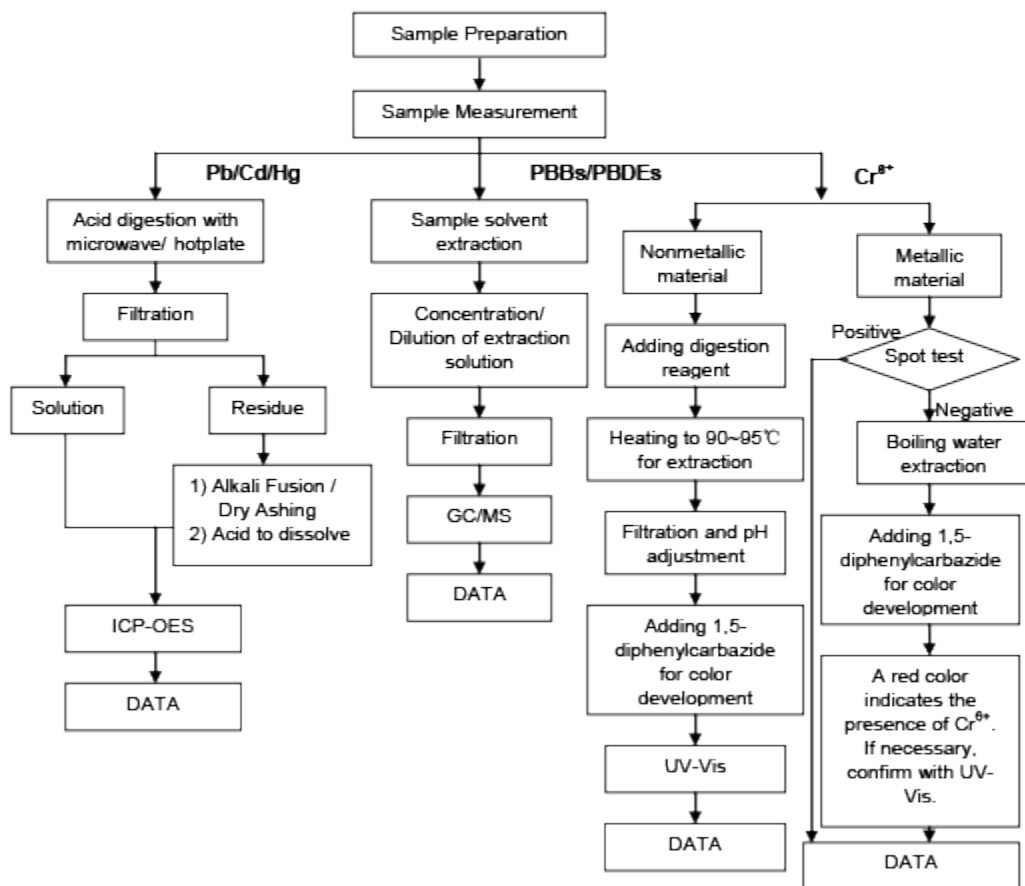 Sample Preparation
Sample Measurement
Pb/Cd/Hg
PBBs/PBDEs
Cr⁶⁺
Acid digestion with
microwave/ hotplate
Filtration
Solution
Residue
1) Alkali Fusion /
Dry Ashing
2) Acid to dissolve
ICP-OES
DATA
Sample solvent
extraction
Concentration/
Dilution of extraction
solution
Filtration
GC/MS
DATA
Nonmetallic
material
Adding digestion
reagent
Heating to 90~95℃
for extraction
Filtration and pH
adjustment
Adding 1,5-
diphenylcarbazide
for color
development
UV-Vis
DATA
Metallic
material
Positive
Spot test
Negative
Boiling water
extraction
Adding 1,5-
diphenylcarbazide
for color
development
A red color
indicates the
presence of Cr⁶⁺.
If necessary,
confirm with UV-
Vis.
DATA